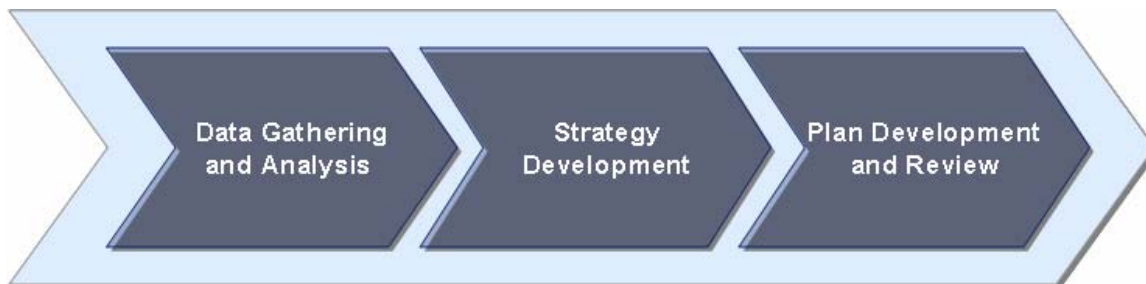 Data Gathering
and Analysis
Strategy
Development
Plan Development
and Review